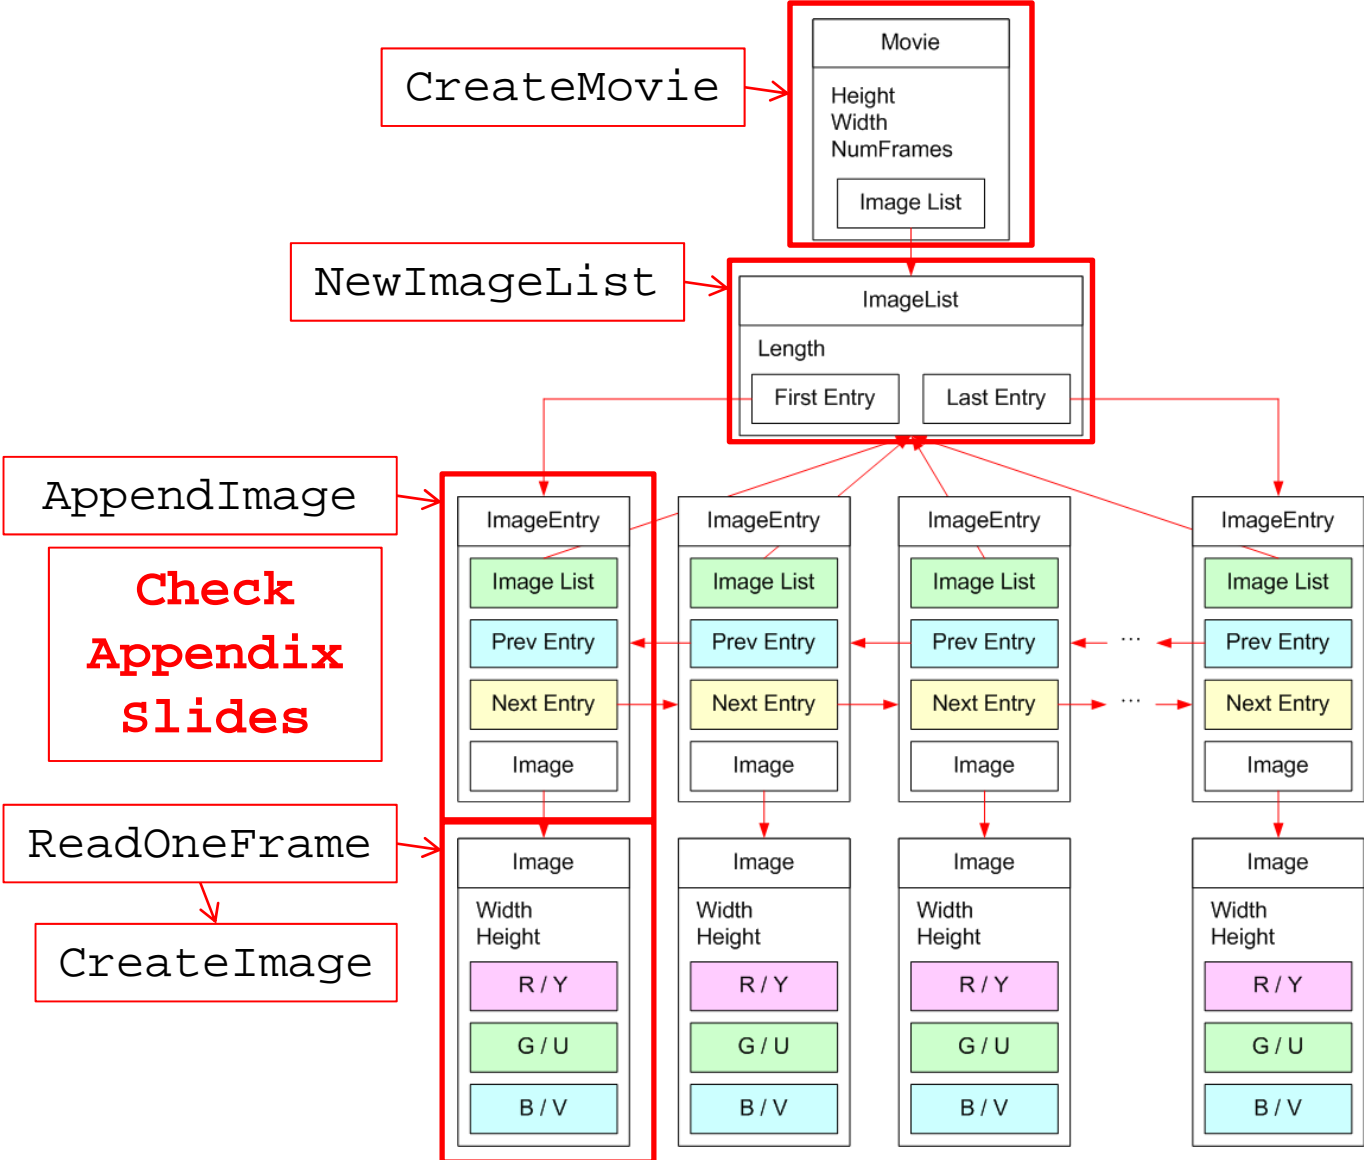 Movie
CreateMovie
Height
Width
NumFrames
Image List
NewImageList
ImageList
Length
First Entry
Last Entry
AppendImage
ImageEntry
ImageEntry
ImageEntry
ImageEntry
Check
Appendix
Slides
Image List
Image List
Image List
Image List
Prev Entry
Prev Entry
Prev Entry
...
Prev Entry
Next Entry
Next Entry
Next Entry
...
Next Entry
Image
Image
Image
Image
ReadOneFrame
CreateImage
Image
Width
Height
R / Y
G / U
B / V
Image
Width
Height
R / Y
G / U
B / V
Image
Width
Height
R / Y
G / U
B / V
Image
Width
Height
R / Y
G / U
B / V